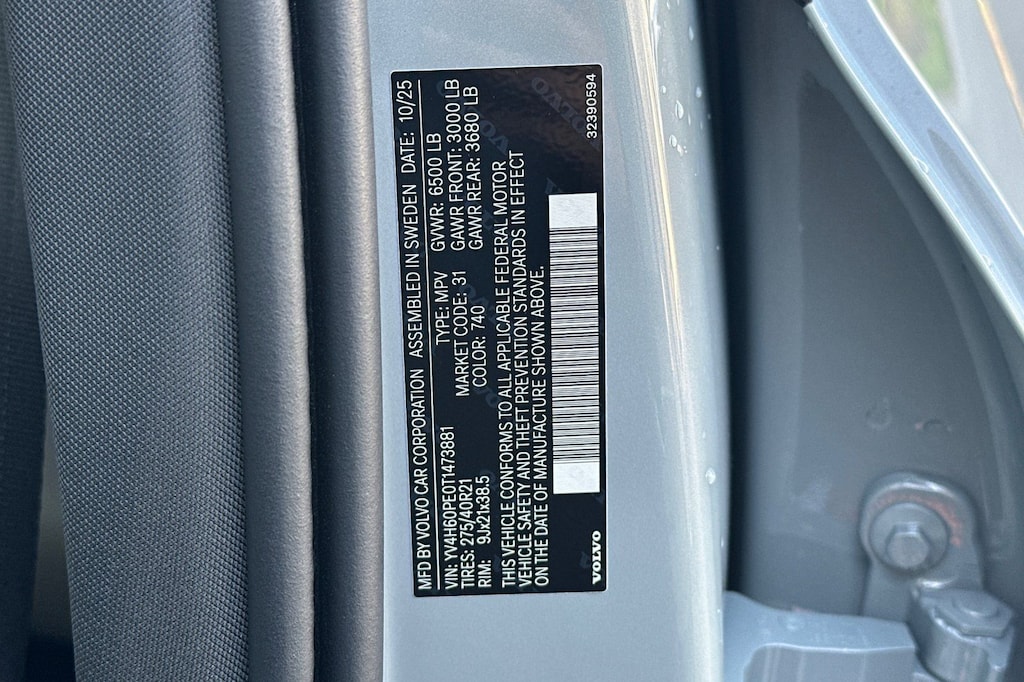 MFD BY VOLVO CAR CORPORATION ASSEMBLED IN SWEDEN DATE: 10/25
VIN: YV4H60PE0T1473881 TYPE: MPV GVWR: 6500 LB
TIRES: 275/40R21 MARKET CODE: 31 GAWR FRONT: 3000 LB
RIM: 9Jx21x38.5 COLOR: 740 GAWR REAR: 3680 LB
THIS VEHICLE CONFORMS TO ALL APPLICABLE FEDERAL MOTOR
VEHICLE SAFETY AND THEFT PREVENTION STANDARDS IN EFFECT
ON THE DATE OF MANUFACTURE SHOWN ABOVE.
VOLVO 32390594